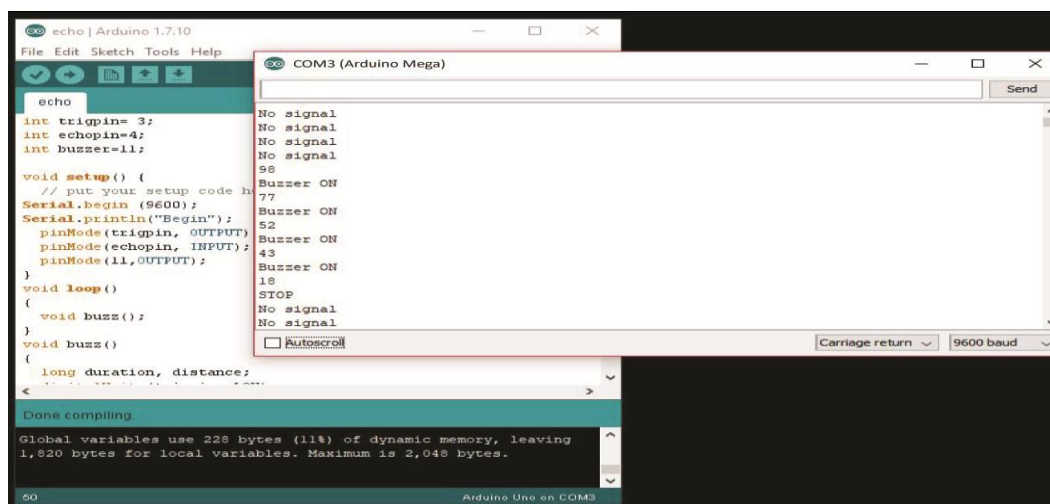 echo | Arduino 1.7.10
File Edit Sketch Tools Help
echo
int trigpin= 3;
int echopin=4;
int buzzer=11;
void setup() {
// put your setup code h
Serial.begin (9600);
Serial.println("Begin");
pinMode(trigpin, OUTPUT)
pinMode(echopin, INPUT);
pinMode(11,OUTPUT);
}
void loop()
{
void buzz();
}
void buzz()
{
long duration, distance;
Done compiling.
Global variables use 228 bytes (11%) of dynamic memory, leaving
1,820 bytes for local variables. Maximum is 2,048 bytes.
50
Arduino Uno on COM3
COM3 (Arduino Mega)
Send
No signal
No signal
No signal
No signal
98
Buzzer ON
77
Buzzer ON
52
Buzzer ON
43
Buzzer ON
18
STOP
No signal
No signal
Autoscroll
Carriage return
9600 baud